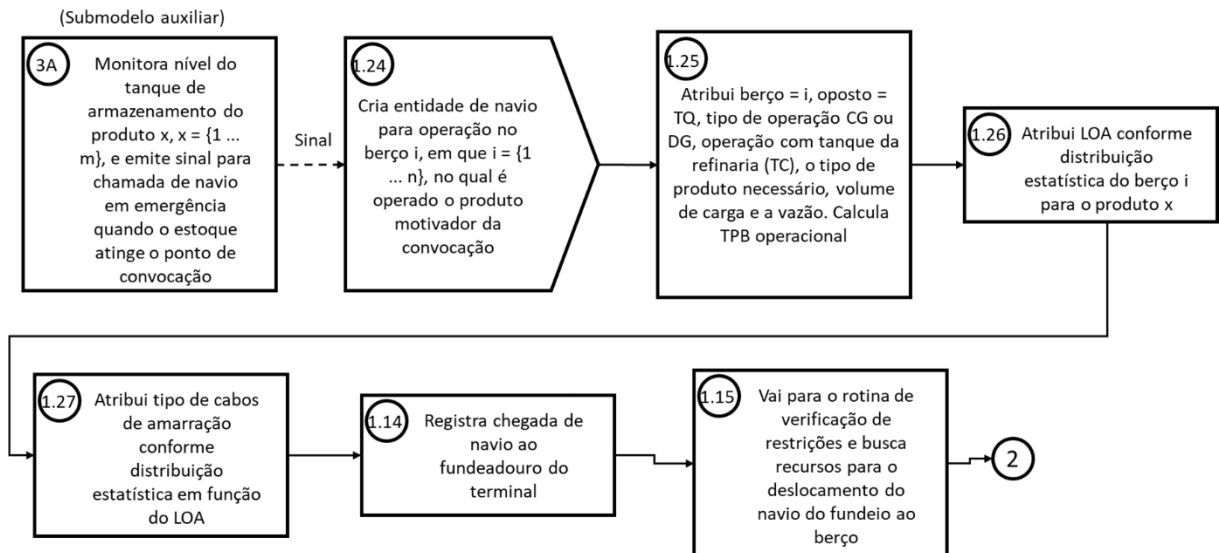 (Submodelo auxiliar)
3A
Monitora nível do
tanque de
armazenamento do
produto x, x = {1 ...
m}, e emite sinal para
chamada de navio
em emergência
quando o estoque
atinge o ponto de
convocação
Sinal
1.24
Cria entidade de navio
para operação no
berço i, em que i = {1
... n}, no qual é
operado o produto
motivador da
convocação
1.25
Atribui berço = i, oposto =
TQ, tipo de operação CG ou
DG, operação com tanque da
refinaria (TC), o tipo de
produto necessário, volume
de carga e a vazão. Calcula
TPB operacional
1.26
Atribui LOA conforme
distribuição
estatística do berço i
para o produto x
1.27
Atribui tipo de cabos
de amarração
conforme
distribuição
estatística em função
do LOA
1.14
Registra chegada de
navio ao
fundeadouro do
terminal
1.15
Vai para o rotina de
verificação de
restrições e busca
recursos para o
deslocamento do
navio do fundeio ao
berço
2